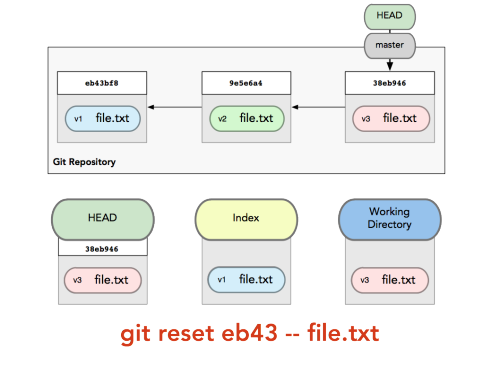 HEAD
master
eb43bf8 9e5e6a4 38eb946
v1 file.txt v2 file.txt v3 file.txt
Git Repository
HEAD Index Working
Directory
38eb946
v3 file.txt v1 file.txt v3 file.txt
git reset eb43 -- file.txt